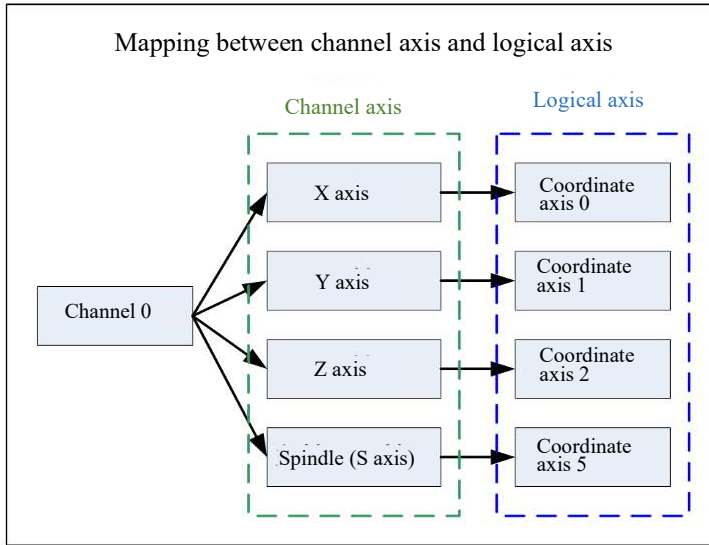 Mapping between channel axis and logical axis
Channel axis
Logical axis
Channel 0
X axis
Coordinate
axis 0
Y axis
Coordinate
axis 1
Z axis
Coordinate
axis 2
Spindle (S axis)
Coordinate
axis 5